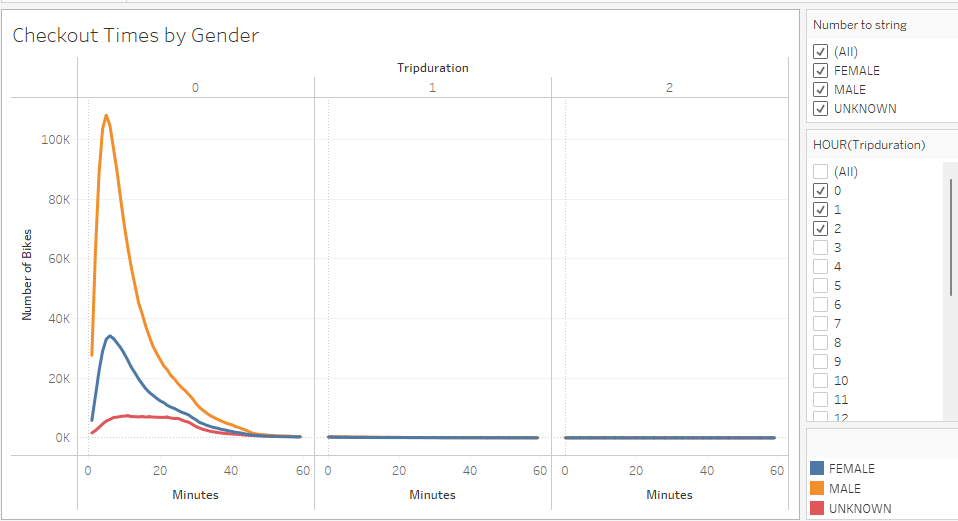 Checkout Times by Gender
Tripduration
0 1 2
100K
80K
60K
40K
20K
0K
Number of Bikes
0 20 40 60 0 20 40 60 0 20 40 60
Minutes Minutes Minutes
Number to string
(All)
FEMALE
MALE
UNKNOWN
HOUR(Tripduration)
(All)
0
1
2
3
4
5
6
7
8
9
10
11
12
FEMALE
MALE
UNKNOWN